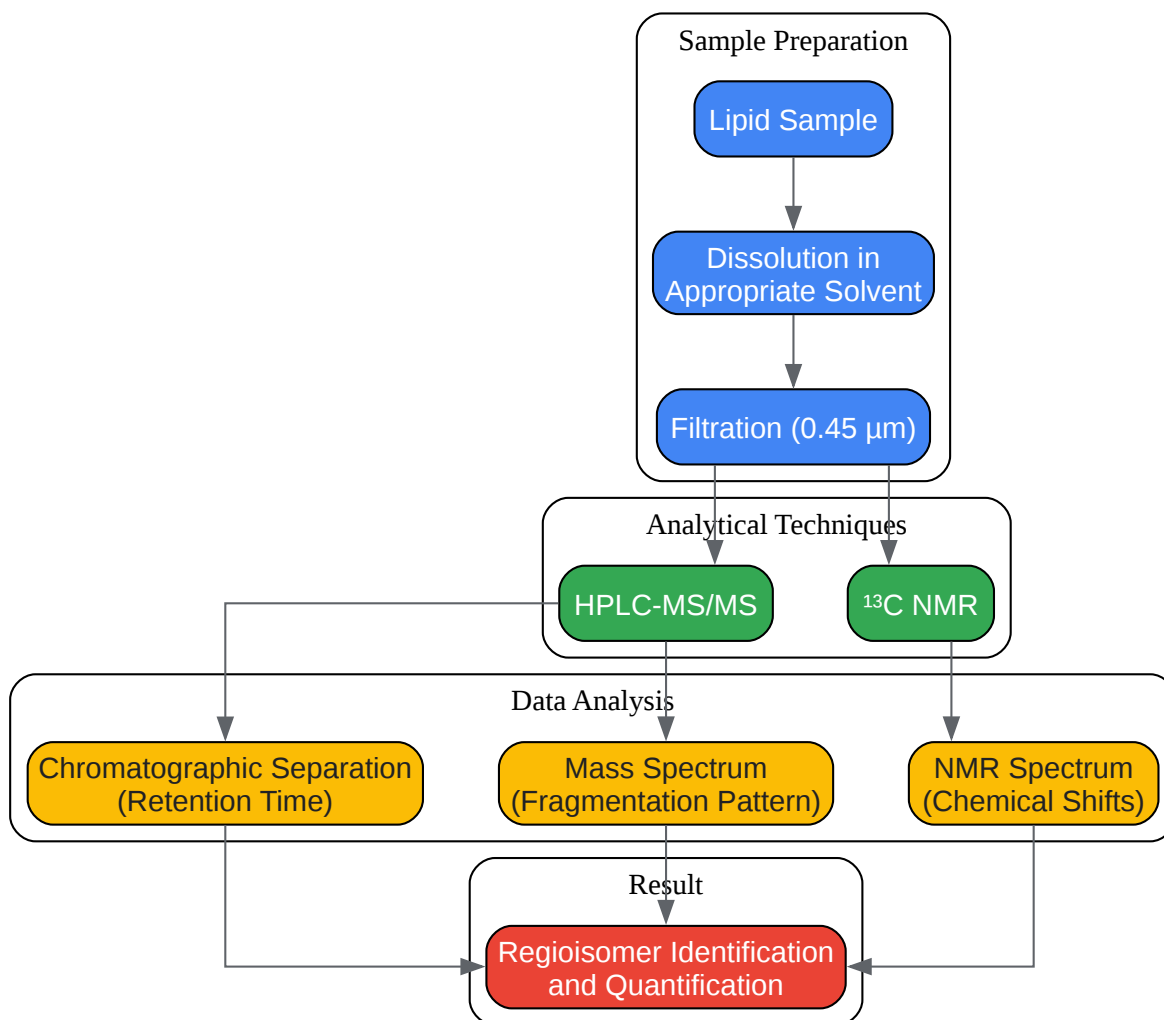 Sample Preparation
Lipid Sample
Dissolution in
Appropriate Solvent
Filtration (0.45 µm)
Analytical Techniques
HPLC-MS/MS
¹³C NMR
Data Analysis
Chromatographic Separation
(Retention Time)
Mass Spectrum
(Fragmentation Pattern)
NMR Spectrum
(Chemical Shifts)
Result
Regioisomer Identification
and Quantification